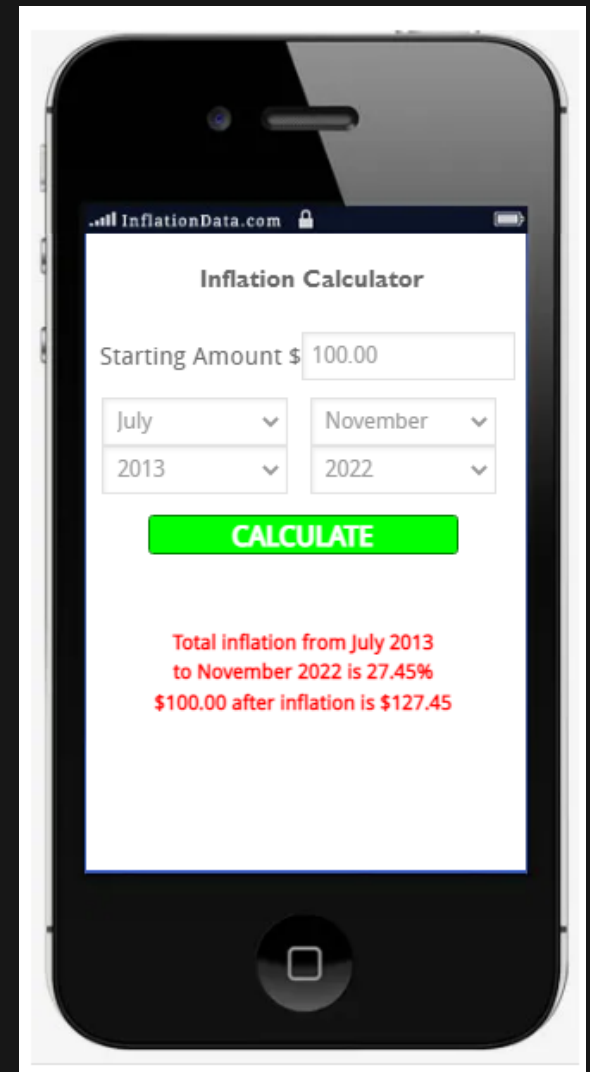 InflationData.com
Inflation Calculator
Starting Amount $ 100.00
July November
2013 2022
CALCULATE
Total inflation from July 2013
to November 2022 is 27.45%
$100.00 after inflation is $127.45